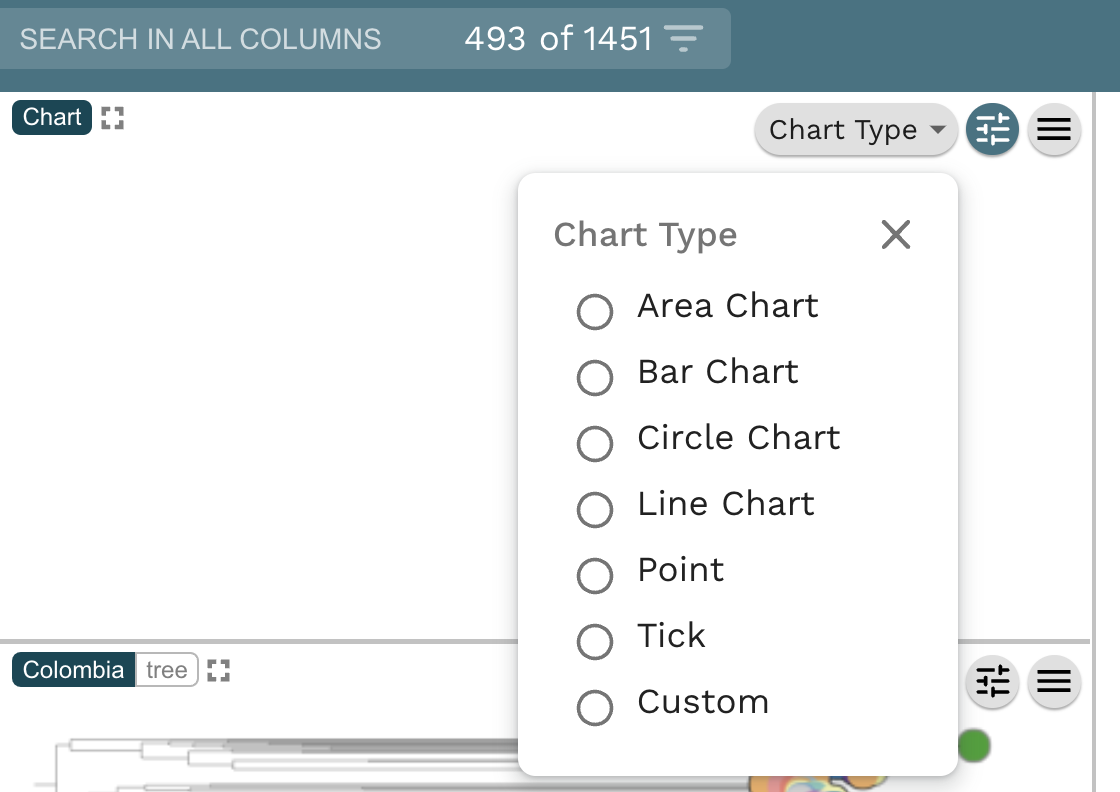 SEARCH IN ALL COLUMNS 493 of 1451
Chart
Chart Type
Chart Type
Area Chart
Bar Chart
Circle Chart
Line Chart
Point
Tick
Custom
Colombia tree